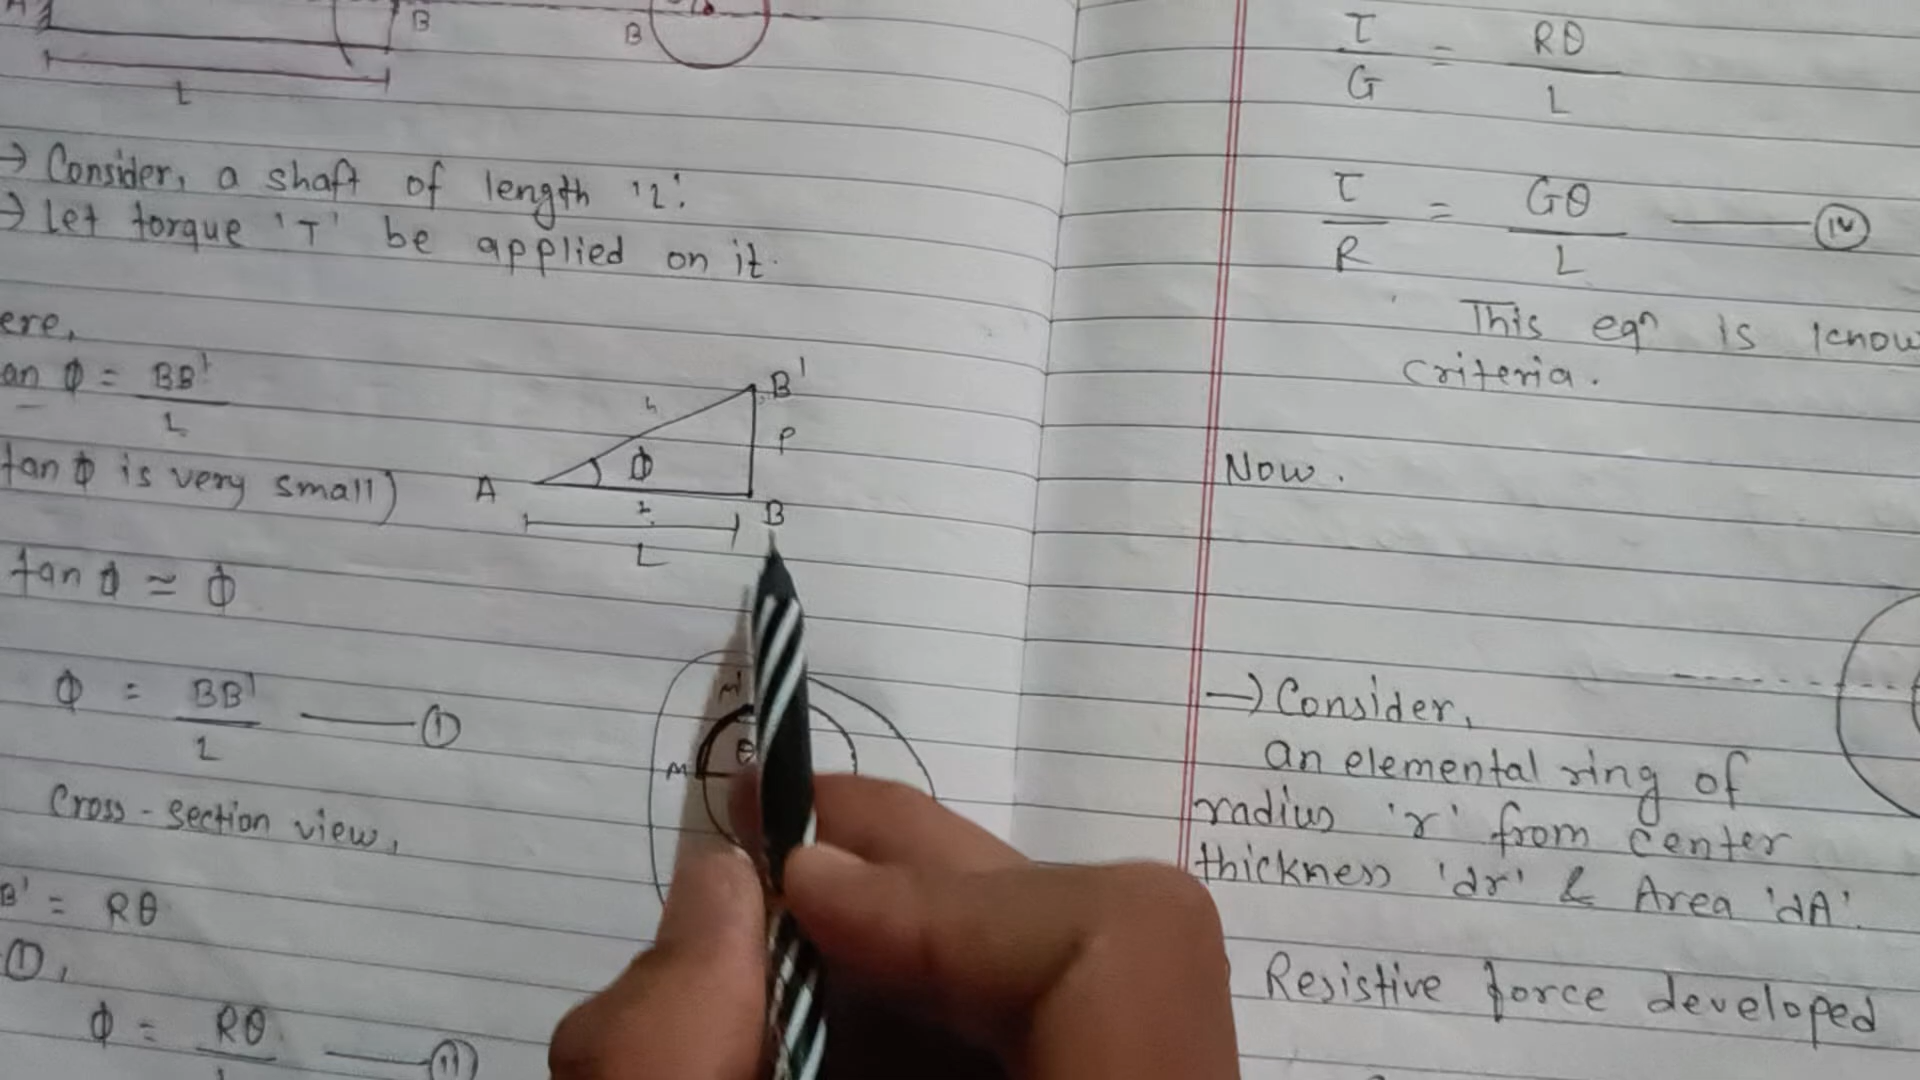 A
B
B
L
→ Consider, a shaft of length 'L'.
→ Let torque 'T' be applied on it.
ere,
an φ = BB'
L
tan φ is very small)
B'
h
P
φ
A
B
L
tan φ ≃ φ
φ = BB' —— (I)
L
Cross-section view,
M'
θ
M
B' = Rθ
(I),
φ = Rθ —— (II)
τ = Rθ
G L
τ = Gθ —— (IV)
R L
This eqⁿ is know
criteria.
Now.
→ Consider,
an elemental ring of
radius 'r' from center
thickness 'dr' & Area 'dA'.
Resistive force developed